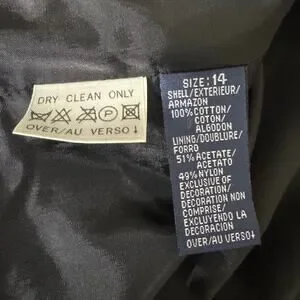 DRY CLEAN ONLY
P
OVER/AU VERSO↓
SIZE: 14
SHELL/EXTERIEUR/
ARMAZON
100% COTTON/
COTON/
ALGODON
LINING/DOUBLURE/
FORRO
51% ACETATE/
ACETATO
49% NYLON
EXCLUSIVE OF
DECORATION/
DECORATION NON
COMPRISE/
EXCLUYENDO LA
DECORACION
OVER/AU VERSO↓